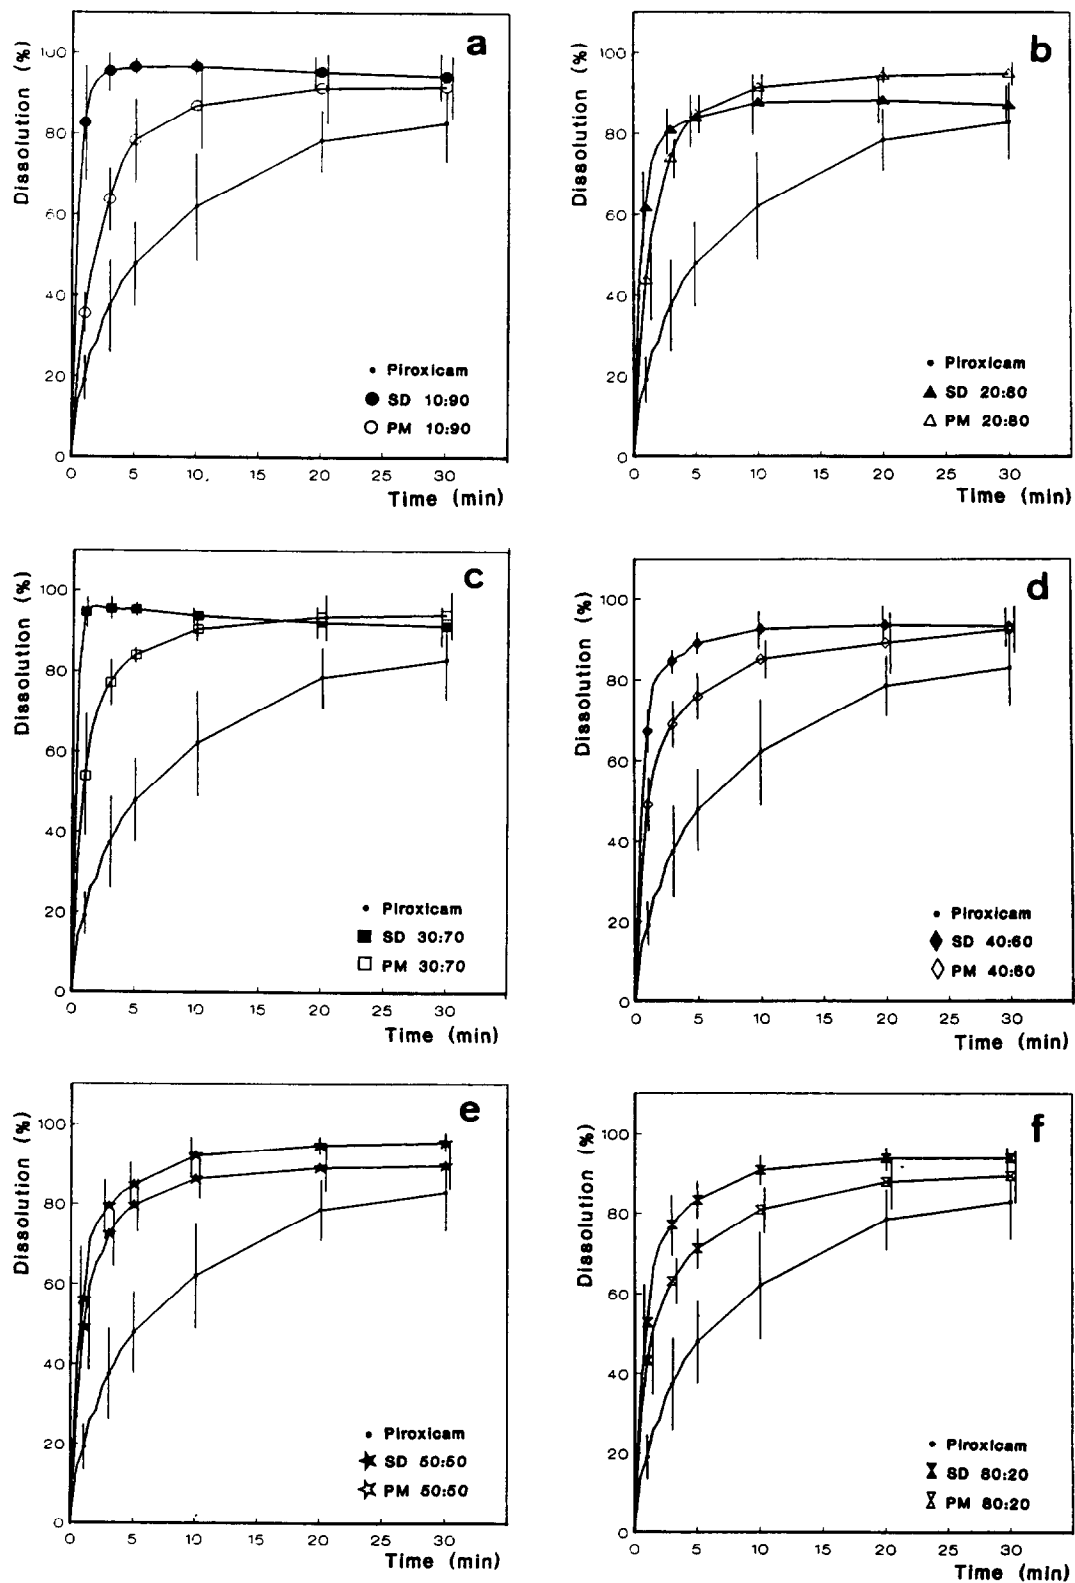 a
Dissolution (%)
100
80
60
40
20
0
• Piroxicam
● SD 10:90
○ PM 10:90
0 5 10 15 20 25 30
Time (min)
b
Dissolution (%)
100
80
60
40
20
0
• Piroxicam
▲ SD 20:80
△ PM 20:80
0 5 10 15 20 25 30
Time (min)
c
Dissolution (%)
100
80
60
40
20
0
• Piroxicam
■ SD 30:70
□ PM 30:70
0 5 10 15 20 25 30
Time (min)
d
Dissolution (%)
100
80
60
40
20
0
• Piroxicam
◆ SD 40:60
◇ PM 40:60
0 5 10 15 20 25 30
Time (min)
e
Dissolution (%)
100
80
60
40
20
0
• Piroxicam
★ SD 50:50
☆ PM 50:50
0 5 10 15 20 25 30
Time (min)
f
Dissolution (%)
100
80
60
40
20
0
• Piroxicam
SD 80:20
PM 80:20
0 5 10 15 20 25 30
Time (min)